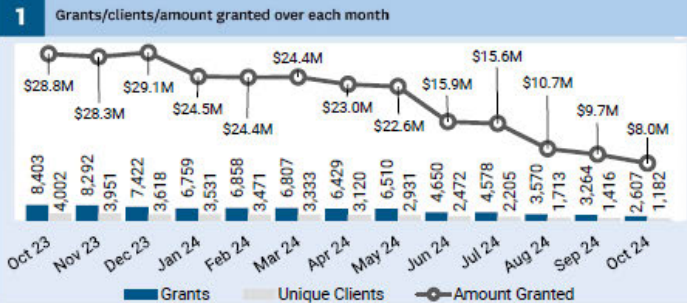 1 Grants/clients/amount granted over each month
$28.8M $28.3M $29.1M $24.5M $24.4M $24.4M $23.0M $22.6M $15.9M $15.6M $10.7M $9.7M $8.0M
8,403 4,002 8,292 3,951 7,422 3,618 6,759 3,531 6,858 3,471 6,807 3,333 6,429 3,120 6,510 2,931 4,650 2,472 4,578 2,205 3,570 1,713 3,264 1,416 2,607 1,182
Oct 23 Nov 23 Dec 23 Jan 24 Feb 24 Mar 24 Apr 24 May 24 Jun 24 Jul 24 Aug 24 Sep 24 Oct 24
Grants Unique Clients Amount Granted